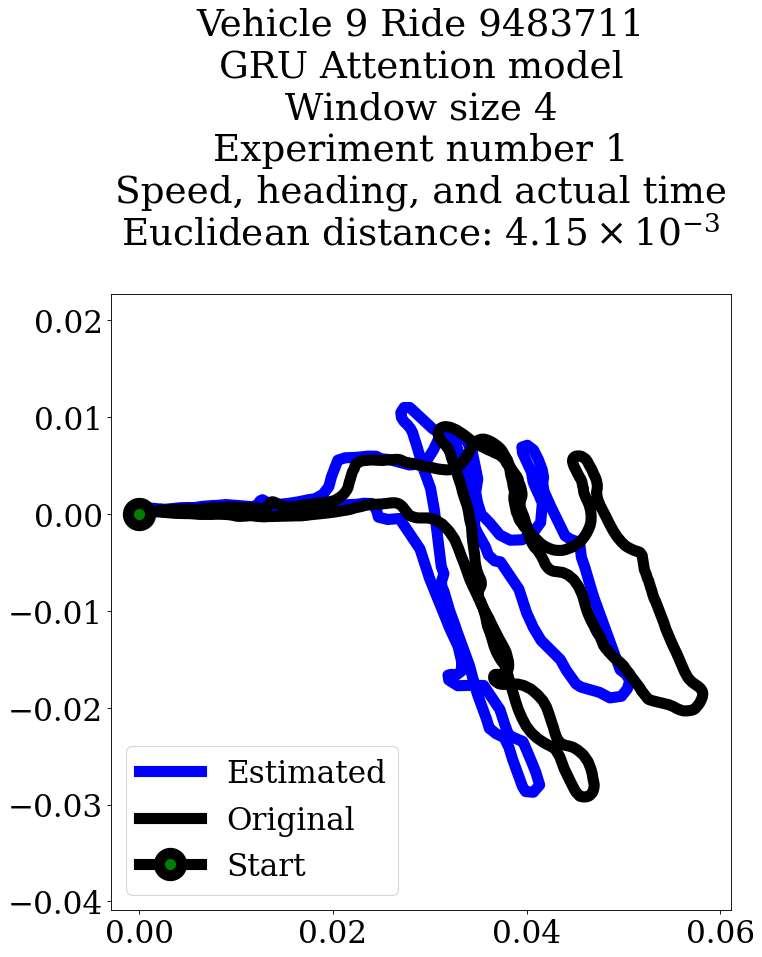 Vehicle 9 Ride 9483711
GRU Attention model
Window size 4
Experiment number 1
Speed, heading, and actual time
Euclidean distance: 4.15 × 10⁻³
0.02
0.01
0.00
−0.01
−0.02
−0.03
−0.04
Estimated
Original
Start
0.00 0.02 0.04 0.06